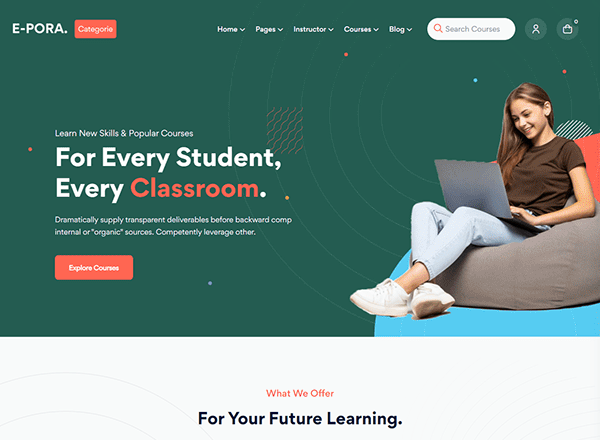 E-PORA.
Categorie
Home
Pages
Instructor
Courses
Blog
Search Courses
0
Learn New Skills & Popular Courses
For Every Student,
Every Classroom.
Dramatically supply transparent deliverables before backward comp
internal or "organic" sources. Competently leverage other.
Explore Courses
What We Offer
For Your Future Learning.